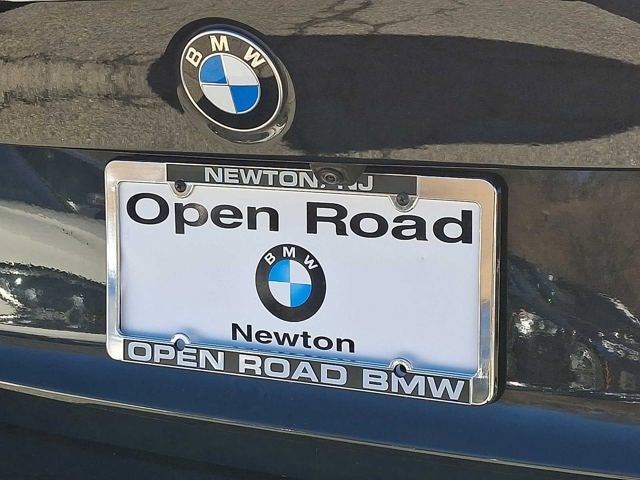 BMW
NEWTON, NJ
Open Road
BMW
Newton
OPEN ROAD BMW